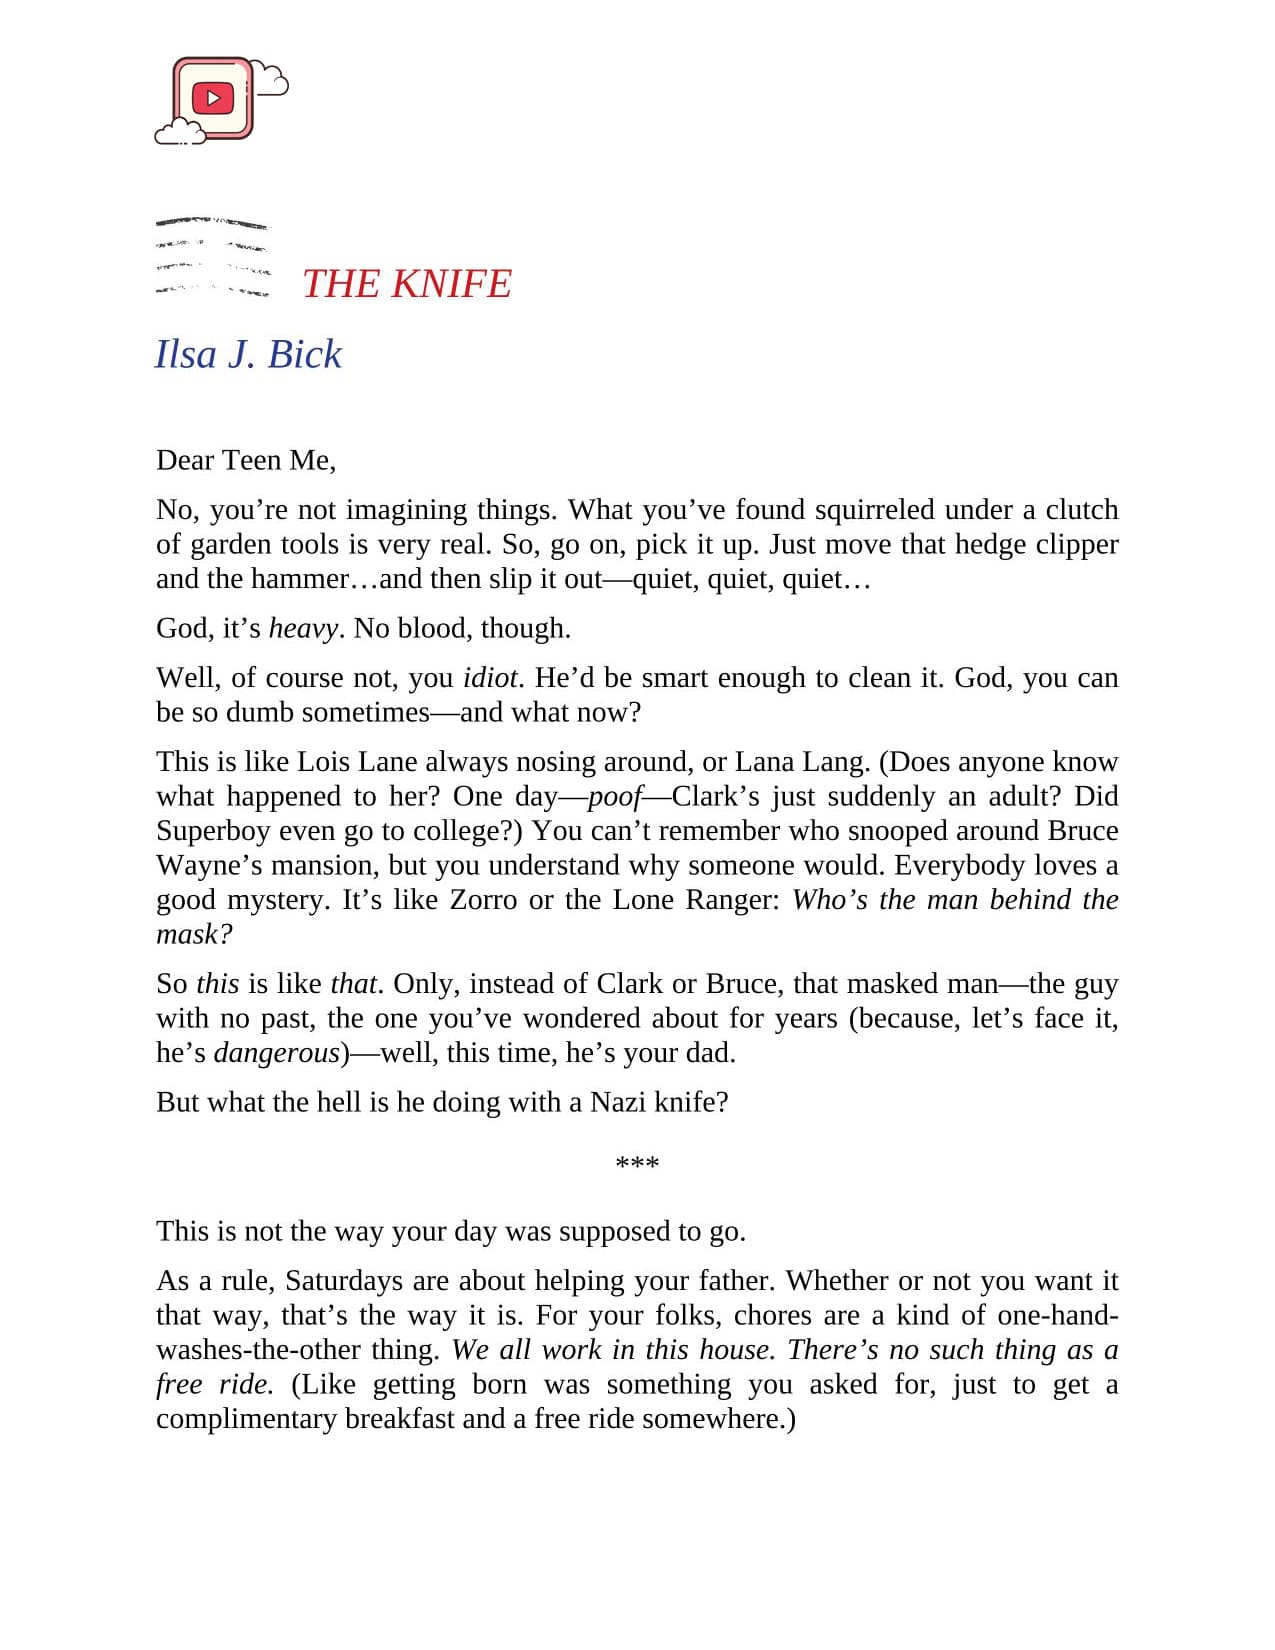 THE KNIFE
Ilsa J. Bick
Dear Teen Me,
No, you’re not imagining things. What you’ve found squirreled under a clutch
of garden tools is very real. So, go on, pick it up. Just move that hedge clipper
and the hammer…and then slip it out—quiet, quiet, quiet…
God, it’s heavy. No blood, though.
Well, of course not, you idiot. He’d be smart enough to clean it. God, you can
be so dumb sometimes—and what now?
This is like Lois Lane always nosing around, or Lana Lang. (Does anyone know
what happened to her? One day—poof—Clark’s just suddenly an adult? Did
Superboy even go to college?) You can’t remember who snooped around Bruce
Wayne’s mansion, but you understand why someone would. Everybody loves a
good mystery. It’s like Zorro or the Lone Ranger: Who’s the man behind the
mask?
So this is like that. Only, instead of Clark or Bruce, that masked man—the guy
with no past, the one you’ve wondered about for years (because, let’s face it,
he’s dangerous)—well, this time, he’s your dad.
But what the hell is he doing with a Nazi knife?
***
This is not the way your day was supposed to go.
As a rule, Saturdays are about helping your father. Whether or not you want it
that way, that’s the way it is. For your folks, chores are a kind of one-hand-
washes-the-other thing. We all work in this house. There’s no such thing as a
free ride. (Like getting born was something you asked for, just to get a
complimentary breakfast and a free ride somewhere.)